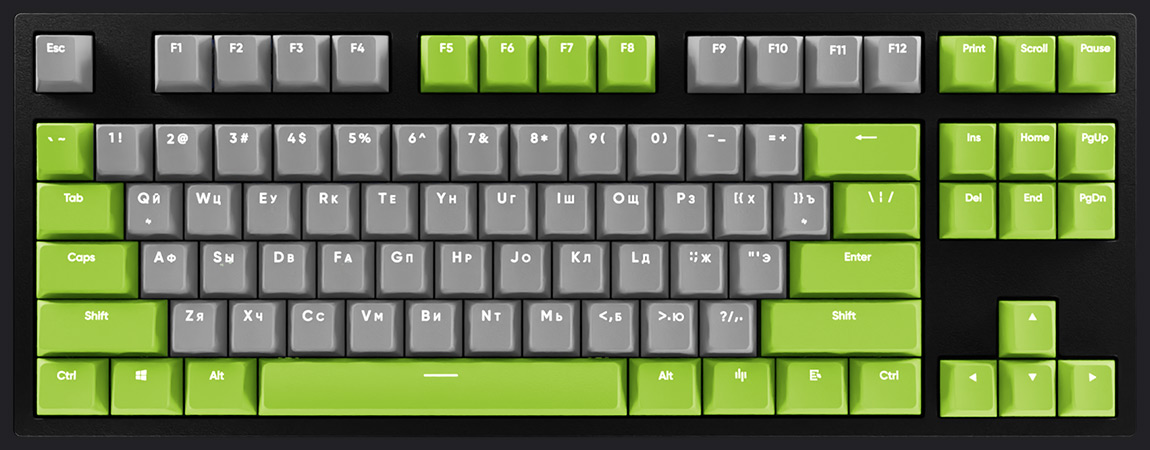 Esc F1 F2 F3 F4 F5 F6 F7 F8 F9 F10 F11 F12 Print Scroll Pause
` ~ 1 ! 2 @ 3 # 4 $ 5 % 6 ^ 7 & 8 * 9 ( 0 ) - _ = + ← Ins Home PgUp
Tab Q Й W Ц E У R К T Е Y Н U Г I Ш O Щ P З [ { Х ] } Ъ \ | / Del End PgDn
Caps A Ф S Ы D В F А G П H Р J О K Л L Д : ; Ж " ' Э Enter
Shift Z Я X Ч C С V М B И N Т M Ь < , Б > . Ю ? / , . Shift ▲
Ctrl Alt Alt Ctrl ◀ ▼ ▶